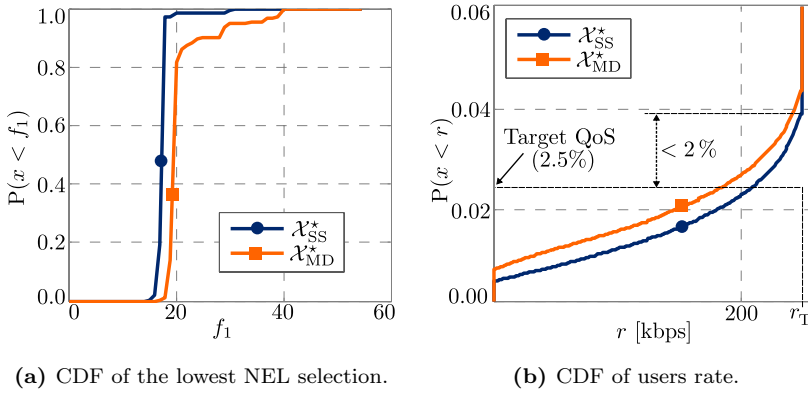 1.0
0.8
0.6
0.4
0.2
0.0
P(x < f₁)
0
20
40
60
f₁
𝒳*SS
𝒳*MD
(a) CDF of the lowest NEL selection.
0.06
0.04
0.02
0.00
P(x < r)
𝒳*SS
𝒳*MD
Target QoS
(2.5%)
< 2 %
200
r_T
r [kbps]
(b) CDF of users rate.